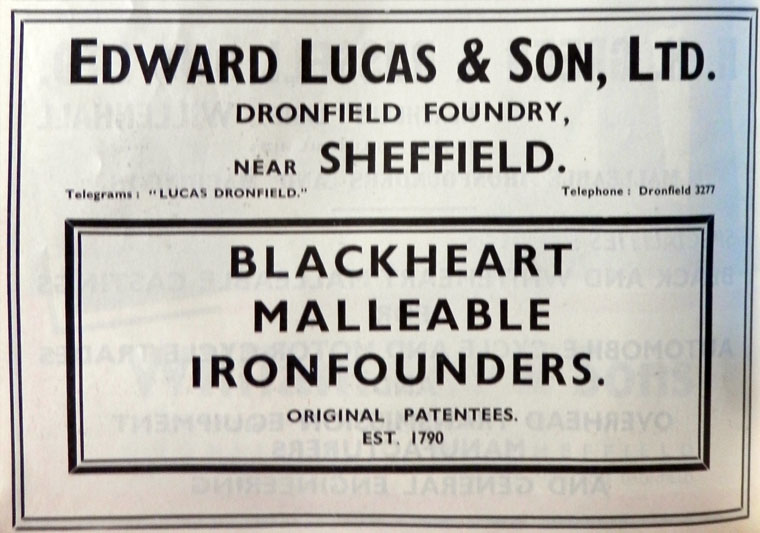 EDWARD LUCAS & SON, LTD.
DRONFIELD FOUNDRY,
NEAR SHEFFIELD.
Telegrams: "LUCAS DRONFIELD." Telephone: Dronfield 3277
BLACKHEART
MALLEABLE
IRONFOUNDERS.
ORIGINAL PATENTEES.
EST. 1790